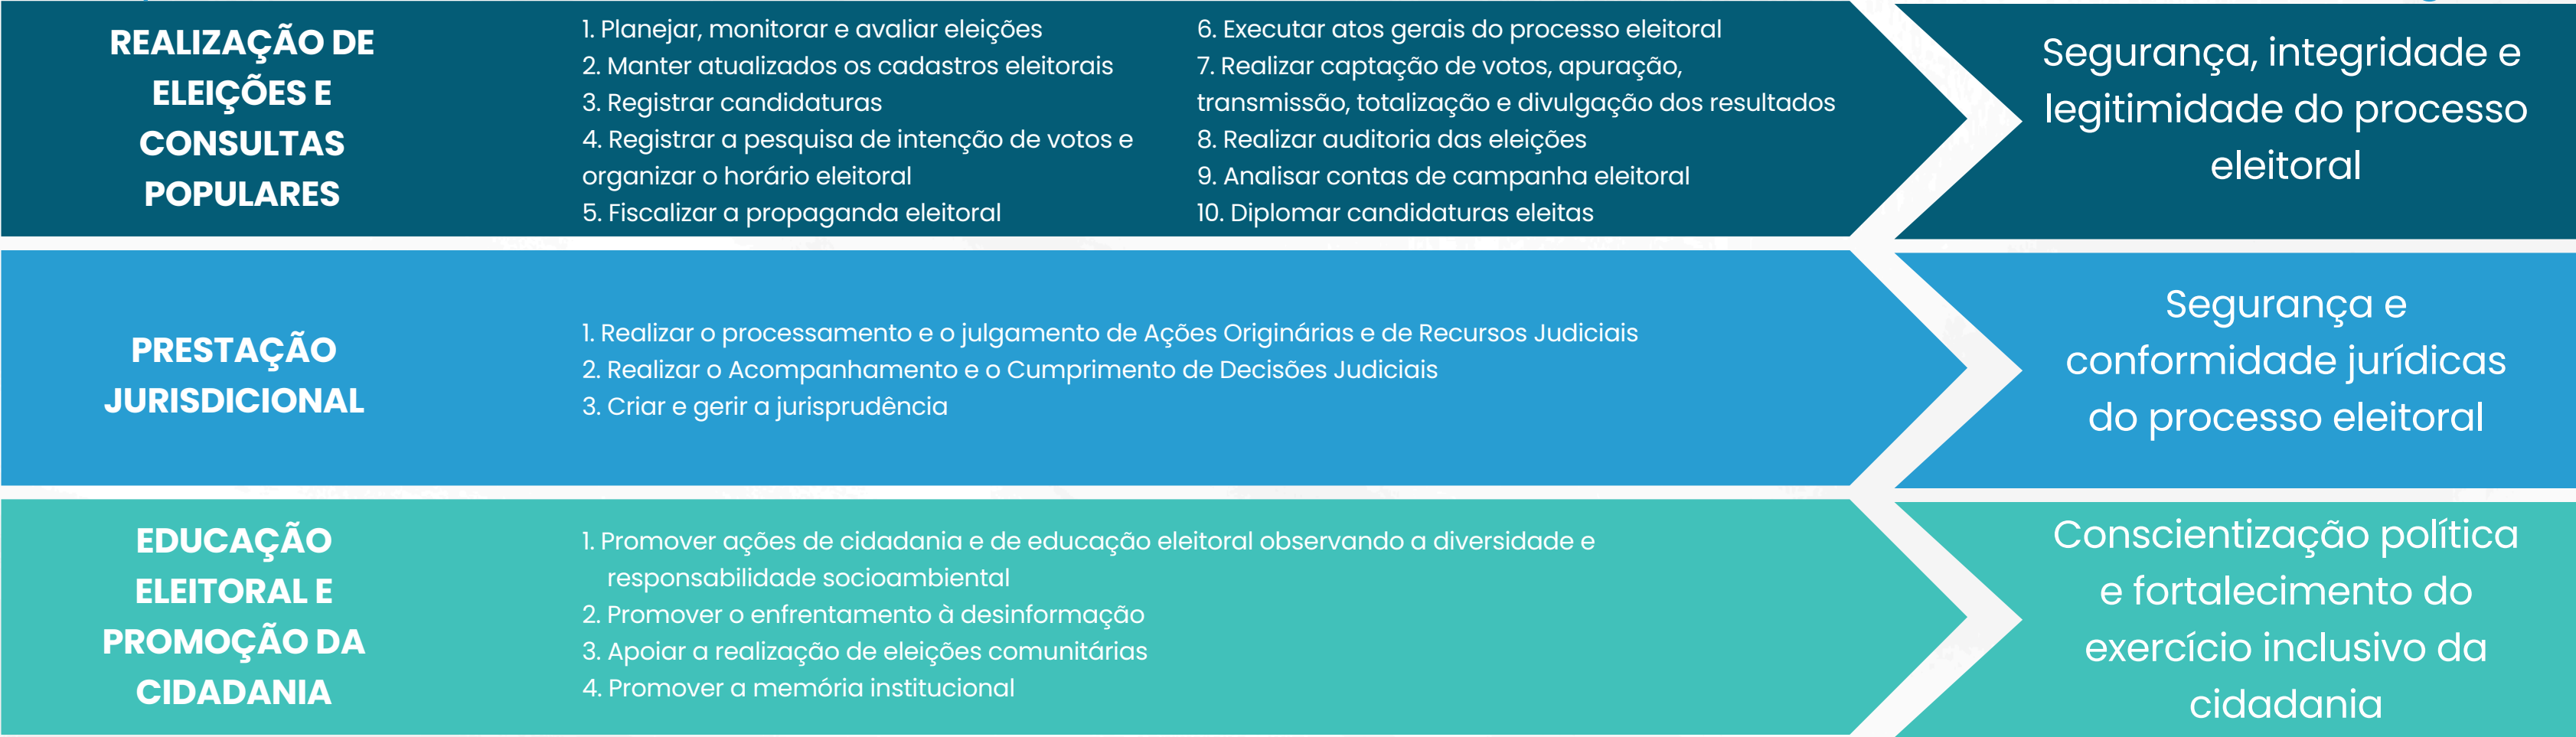 REALIZAÇÃO DE
ELEIÇÕES E
CONSULTAS
POPULARES
1. Planejar, monitorar e avaliar eleições
2. Manter atualizados os cadastros eleitorais
3. Registrar candidaturas
4. Registrar a pesquisa de intenção de votos e
organizar o horário eleitoral
5. Fiscalizar a propaganda eleitoral
6. Executar atos gerais do processo eleitoral
7. Realizar captação de votos, apuração,
transmissão, totalização e divulgação dos resultados
8. Realizar auditoria das eleições
9. Analisar contas de campanha eleitoral
10. Diplomar candidaturas eleitas
Segurança, integridade e
legitimidade do processo
eleitoral
PRESTAÇÃO
JURISDICIONAL
1. Realizar o processamento e o julgamento de Ações Originárias e de Recursos Judiciais
2. Realizar o Acompanhamento e o Cumprimento de Decisões Judiciais
3. Criar e gerir a jurisprudência
Segurança e
conformidade jurídicas
do processo eleitoral
EDUCAÇÃO
ELEITORAL E
PROMOÇÃO DA
CIDADANIA
1. Promover ações de cidadania e de educação eleitoral observando a diversidade e
responsabilidade socioambiental
2. Promover o enfrentamento à desinformação
3. Apoiar a realização de eleições comunitárias
4. Promover a memória institucional
Conscientização política
e fortalecimento do
exercício inclusivo da
cidadania